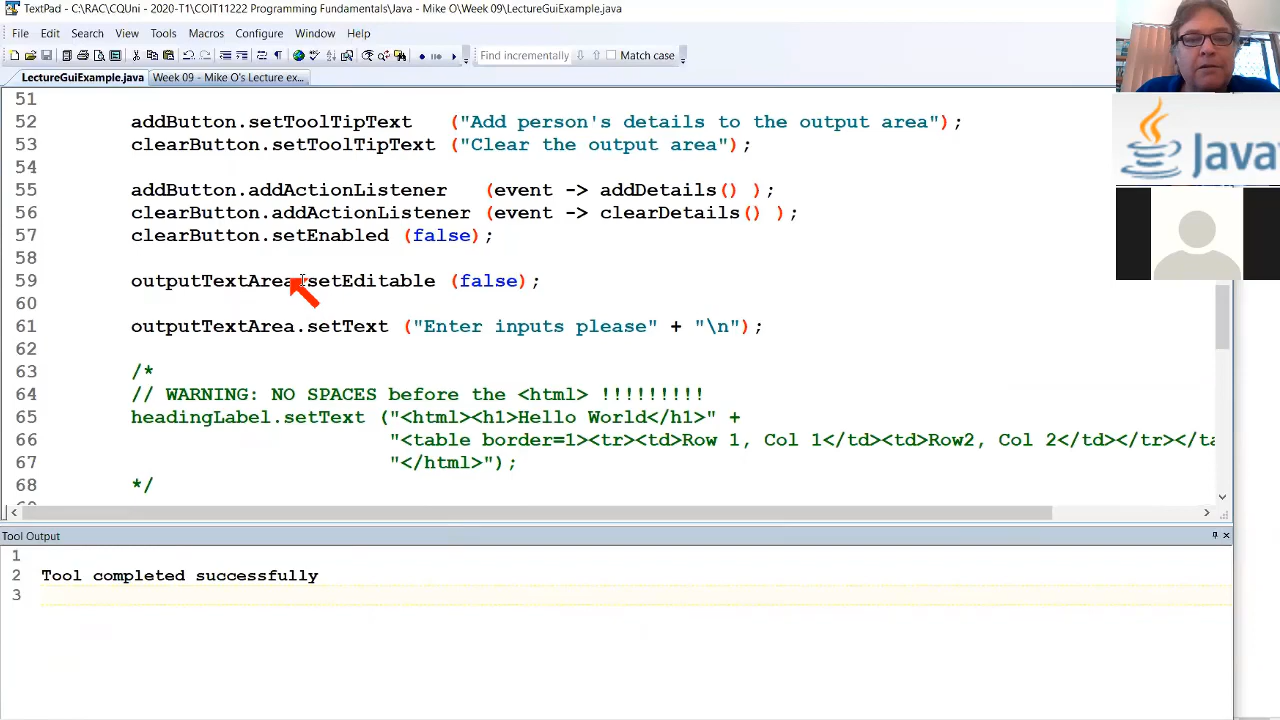 TextPad - C:\RAC\CQUni - 2020-T1\COIT11222 Programming Fundamentals\Java - Mike O\Week 09\LectureGuiExample.java
File Edit Search View Tools Macros Configure Window Help
Find incrementally Match case
LectureGuiExample.java Week 09 - Mike O's Lecture ex...
51
52 addButton.setToolTipText ("Add person's details to the output area");
53 clearButton.setToolTipText ("Clear the output area");
54
55 addButton.addActionListener (event -> addDetails() );
56 clearButton.addActionListener (event -> clearDetails() );
57 clearButton.setEnabled (false);
58
59 outputTextArea.setEditable (false);
60
61 outputTextArea.setText ("Enter inputs please" + "\n");
62
63 /*
64 // WARNING: NO SPACES before the <html> !!!!!!!!!
65 headingLabel.setText ("<html><h1>Hello World</h1>" +
66 "<table border=1><tr><td>Row 1, Col 1</td><td>Row2, Col 2</td></tr></ta
67 "</html>");
68 */
Java
Tool Output
1
2 Tool completed successfully
3